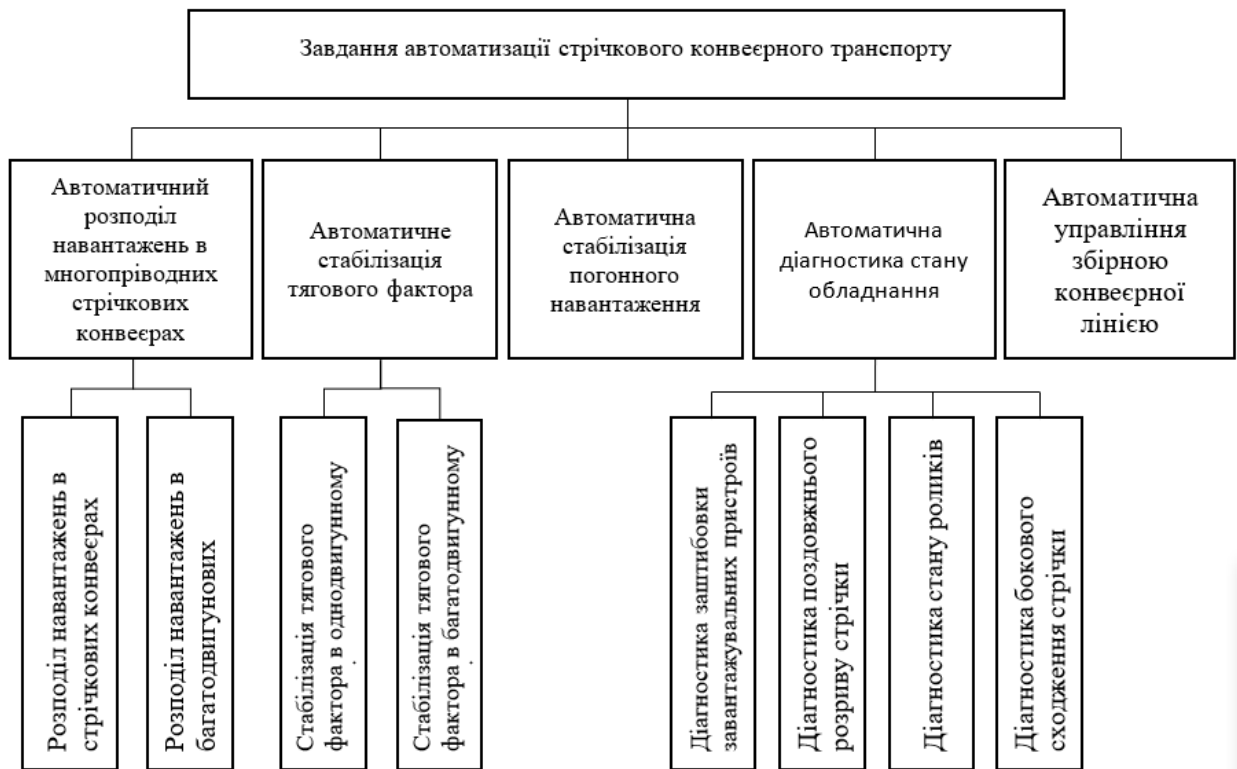 Завдання автоматизації стрічкового конвеєрного транспорту
Автоматичний
розподіл
навантажень в
многопріводних
стрічкових
конвеєрах
Автоматичне
стабілізація
тягового фактора
Автоматична
стабілізація
погонного
навантаження
Автоматична
діагностика стану
обладнання
Автоматична
управління
збірною
конвеєрної
лінією
Розподіл навантажень в
стрічкових конвеєрах
Розподіл навантажень в
багатодвигунових
Стабілізація тягового
фактора в однодвигунному
Стабілізація тягового
фактора в багатодвигунному
Діагностика заштибовки
завантажувальних пристроїв
Діагностика поздовжнього
розриву стрічки
Діагностика стану роликів
Діагностика бокового
сходження стрічки